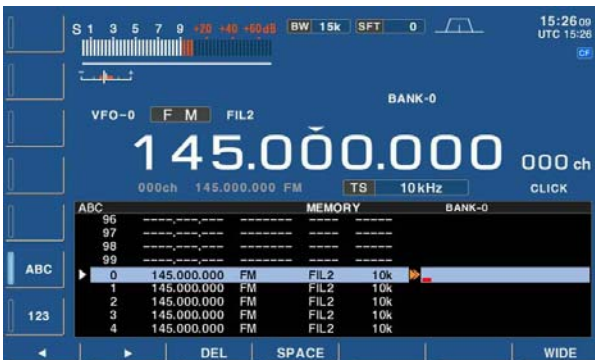 S 1 3 5 7 9 +20 +40 +60dB BW 15k SFT 0 15:26 09
UTC 15:26
CF
BANK-0
VFO-0 F M FIL2
145.000.000 000 ch
000ch 145.000.000 FM TS 10kHz CLICK
ABC MEMORY BANK-0
96 ----,---,--- ------- ---- -----
97 ----,---,--- ------- ---- -----
98 ----,---,--- ------- ---- -----
99 ----,---,--- ------- ---- -----
ABC
0 145.000.000 FM FIL2 10k
1 145.000.000 FM FIL2 10k
2 145.000.000 FM FIL2 10k
123
3 145.000.000 FM FIL2 10k
4 145.000.000 FM FIL2 10k
◄ ► DEL SPACE WIDE